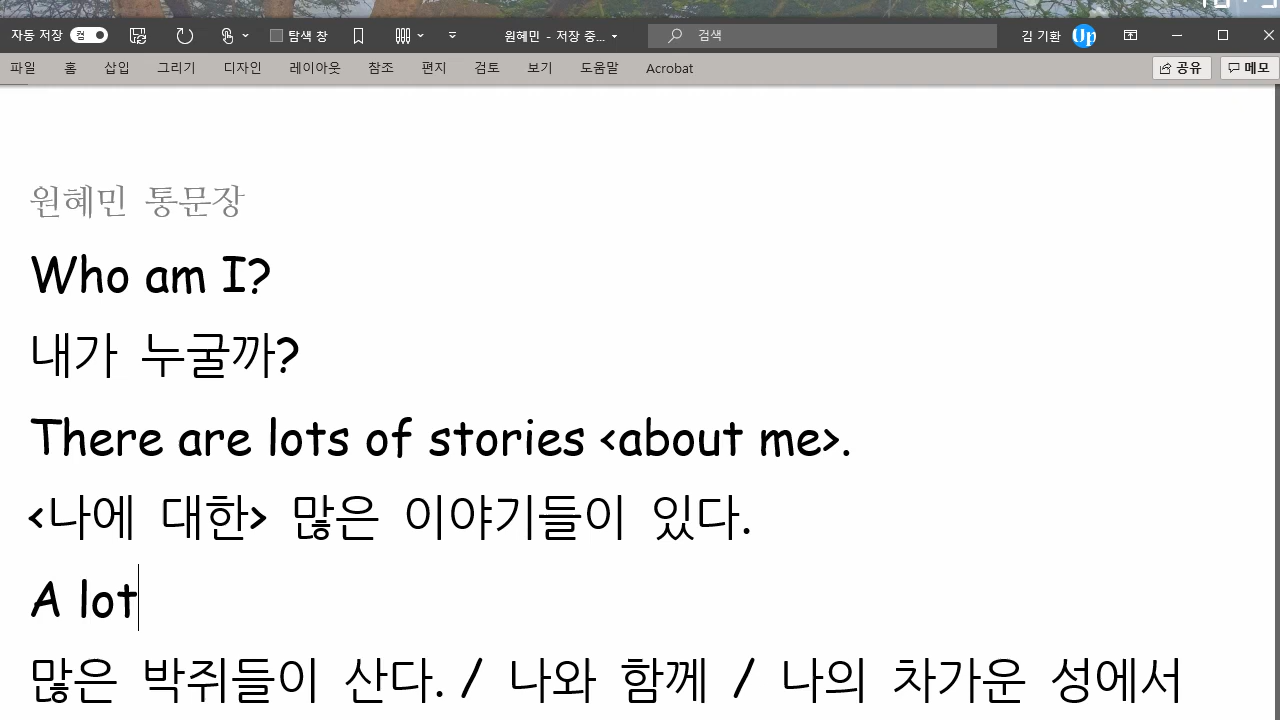 자동 저장 컴 탐색 창 원혜민 - 저장 중... 검색 김 기환 Up
파일 홈 삽입 그리기 디자인 레이아웃 참조 편지 검토 보기 도움말 Acrobat 공유 메모
원혜민 통문장
Who am I?
내가 누굴까?
There are lots of stories <about me>.
<나에 대한> 많은 이야기들이 있다.
A lot
많은 박쥐들이 산다. / 나와 함께 / 나의 차가운 성에서